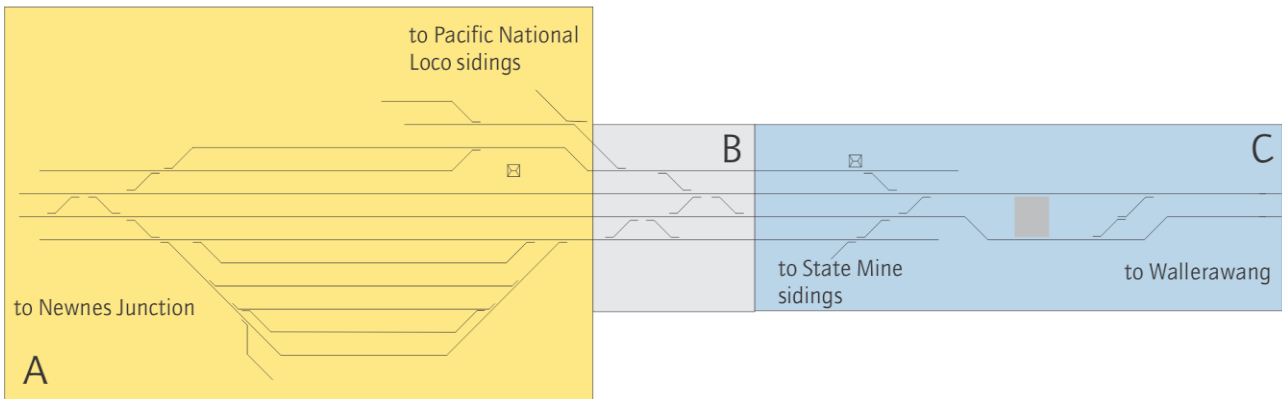 to Pacific National
Loco sidings
B
C
to State Mine
sidings
to Wallerawang
to Newnes Junction
A